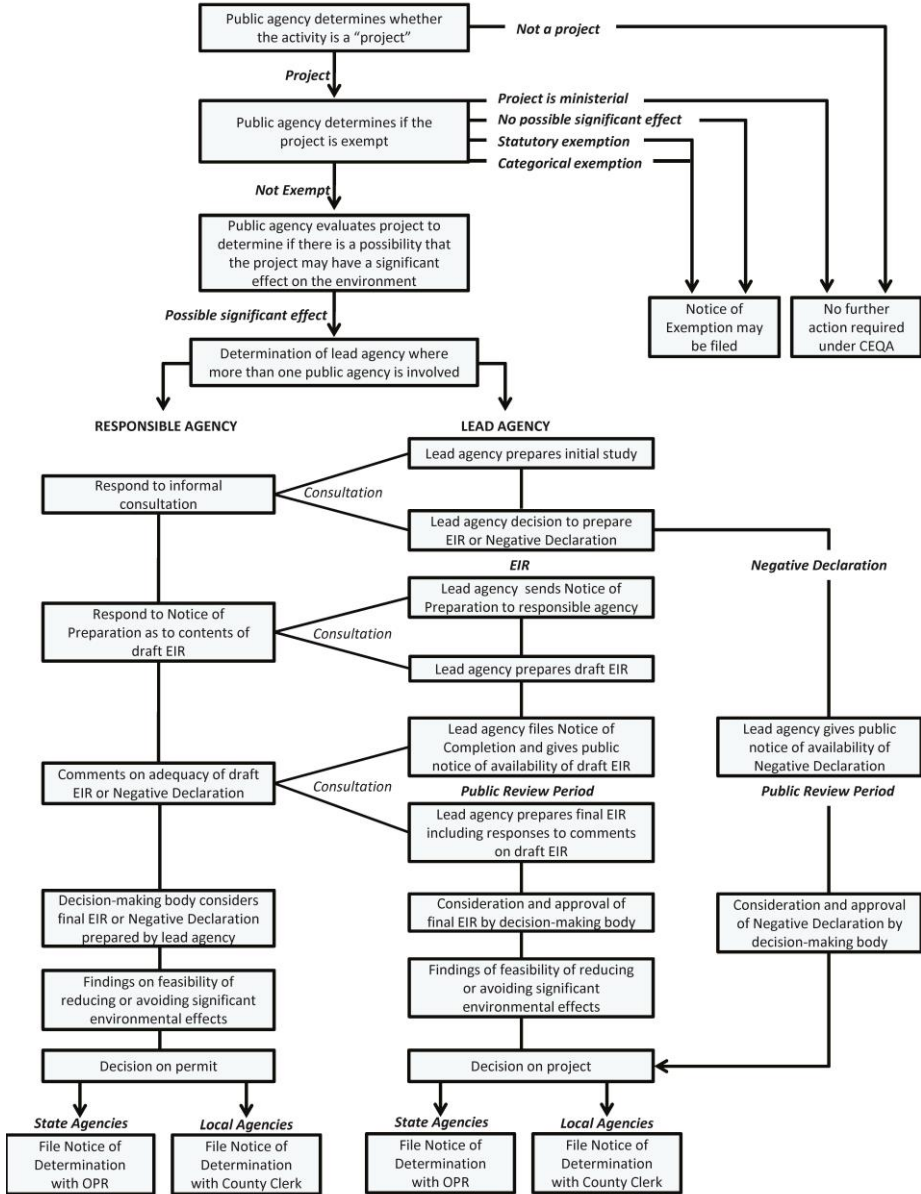 Public agency determines whether
the activity is a “project”
Not a project
Project
Public agency determines if the
project is exempt
Project is ministerial
No possible significant effect
Statutory exemption
Categorical exemption
Not Exempt
Public agency evaluates project to
determine if there is a possibility that
the project may have a significant
effect on the environment
Notice of
Exemption may
be filed
No further
action required
under CEQA
Possible significant effect
Determination of lead agency where
more than one public agency is involved
RESPONSIBLE AGENCY
LEAD AGENCY
Respond to informal
consultation
Consultation
Lead agency prepares initial study
Lead agency decision to prepare
EIR or Negative Declaration
EIR
Negative Declaration
Respond to Notice of
Preparation as to contents of
draft EIR
Consultation
Lead agency sends Notice of
Preparation to responsible agency
Lead agency prepares draft EIR
Comments on adequacy of draft
EIR or Negative Declaration
Consultation
Lead agency files Notice of
Completion and gives public
notice of availability of draft EIR
Public Review Period
Lead agency prepares final EIR
including responses to comments
on draft EIR
Lead agency gives public
notice of availability of
Negative Declaration
Public Review Period
Decision-making body considers
final EIR or Negative Declaration
prepared by lead agency
Consideration and approval of
final EIR by decision-making body
Consideration and approval
of Negative Declaration by
decision-making body
Findings on feasibility of
reducing or avoiding significant
environmental effects
Findings of feasibility of reducing
or avoiding significant
environmental effects
Decision on permit
Decision on project
State Agencies
File Notice of
Determination
with OPR
Local Agencies
File Notice of
Determination
with County Clerk
State Agencies
File Notice of
Determination
with OPR
Local Agencies
File Notice of
Determination
with County Clerk